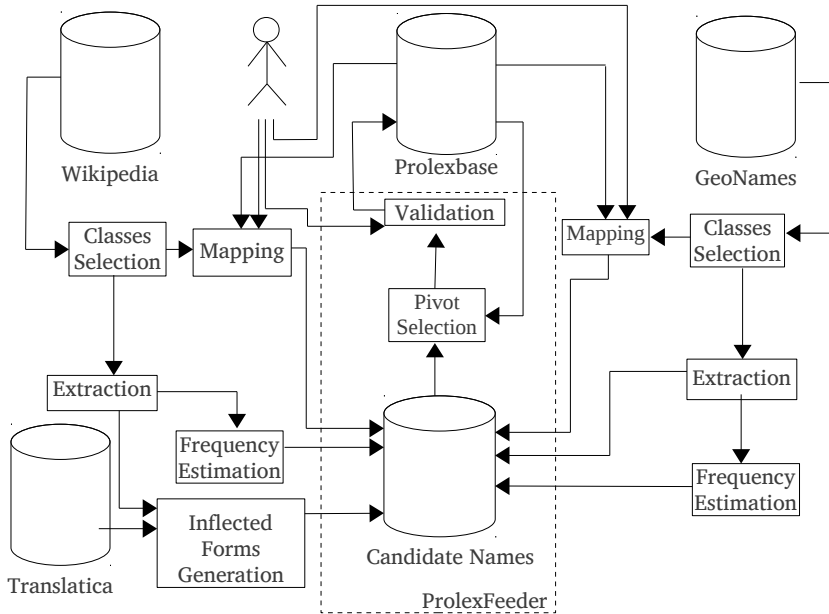 Wikipedia
Prolexbase
GeoNames
Classes
Selection
Mapping
Validation
Mapping
Classes
Selection
Pivot
Selection
Extraction
Extraction
Frequency
Estimation
Frequency
Estimation
Inflected
Forms
Generation
Translatica
Candidate Names
ProlexFeeder